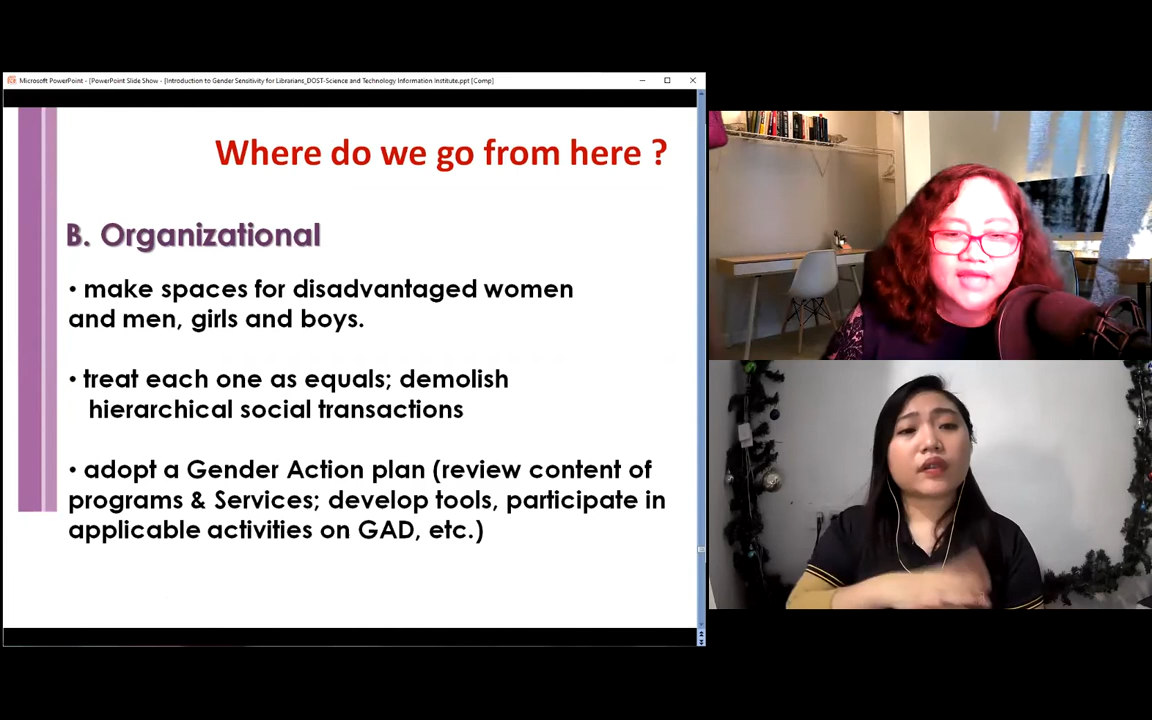 Microsoft PowerPoint - [PowerPoint Slide Show - [Introduction to Gender Sensitivity for Librarians_DOST-Science and Technology Information Institute.ppt [Comp]
Where do we go from here ?
B. Organizational
• make spaces for disadvantaged women
and men, girls and boys.
• treat each one as equals; demolish
hierarchical social transactions
• adopt a Gender Action plan (review content of
programs & Services; develop tools, participate in
applicable activities on GAD, etc.)